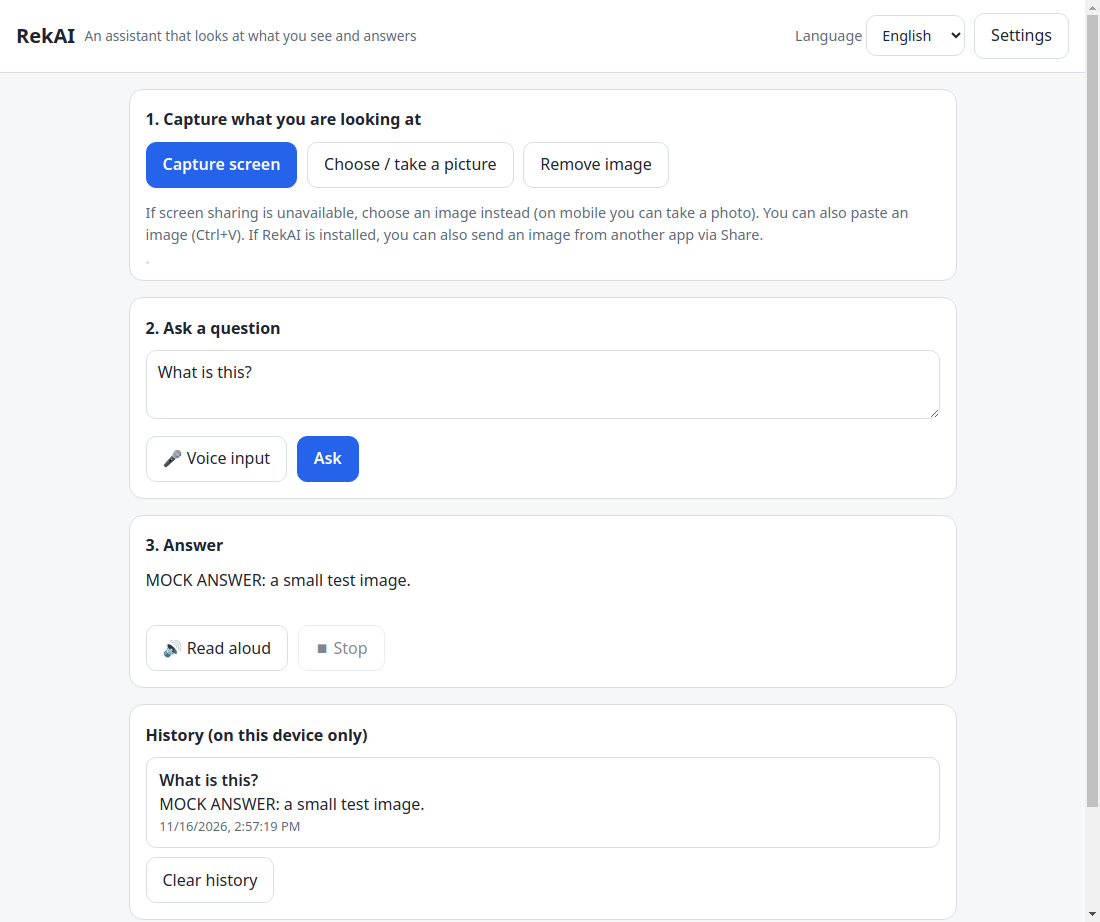 RekAI An assistant that looks at what you see and answers Language English Settings
1. Capture what you are looking at
Capture screen Choose / take a picture Remove image
If screen sharing is unavailable, choose an image instead (on mobile you can take a photo). You can also paste an
image (Ctrl+V). If RekAI is installed, you can also send an image from another app via Share.
2. Ask a question
What is this?
🎤 Voice input Ask
3. Answer
MOCK ANSWER: a small test image.
🔊 Read aloud ⏹ Stop
History (on this device only)
What is this?
MOCK ANSWER: a small test image.
11/16/2026, 2:57:19 PM
Clear history